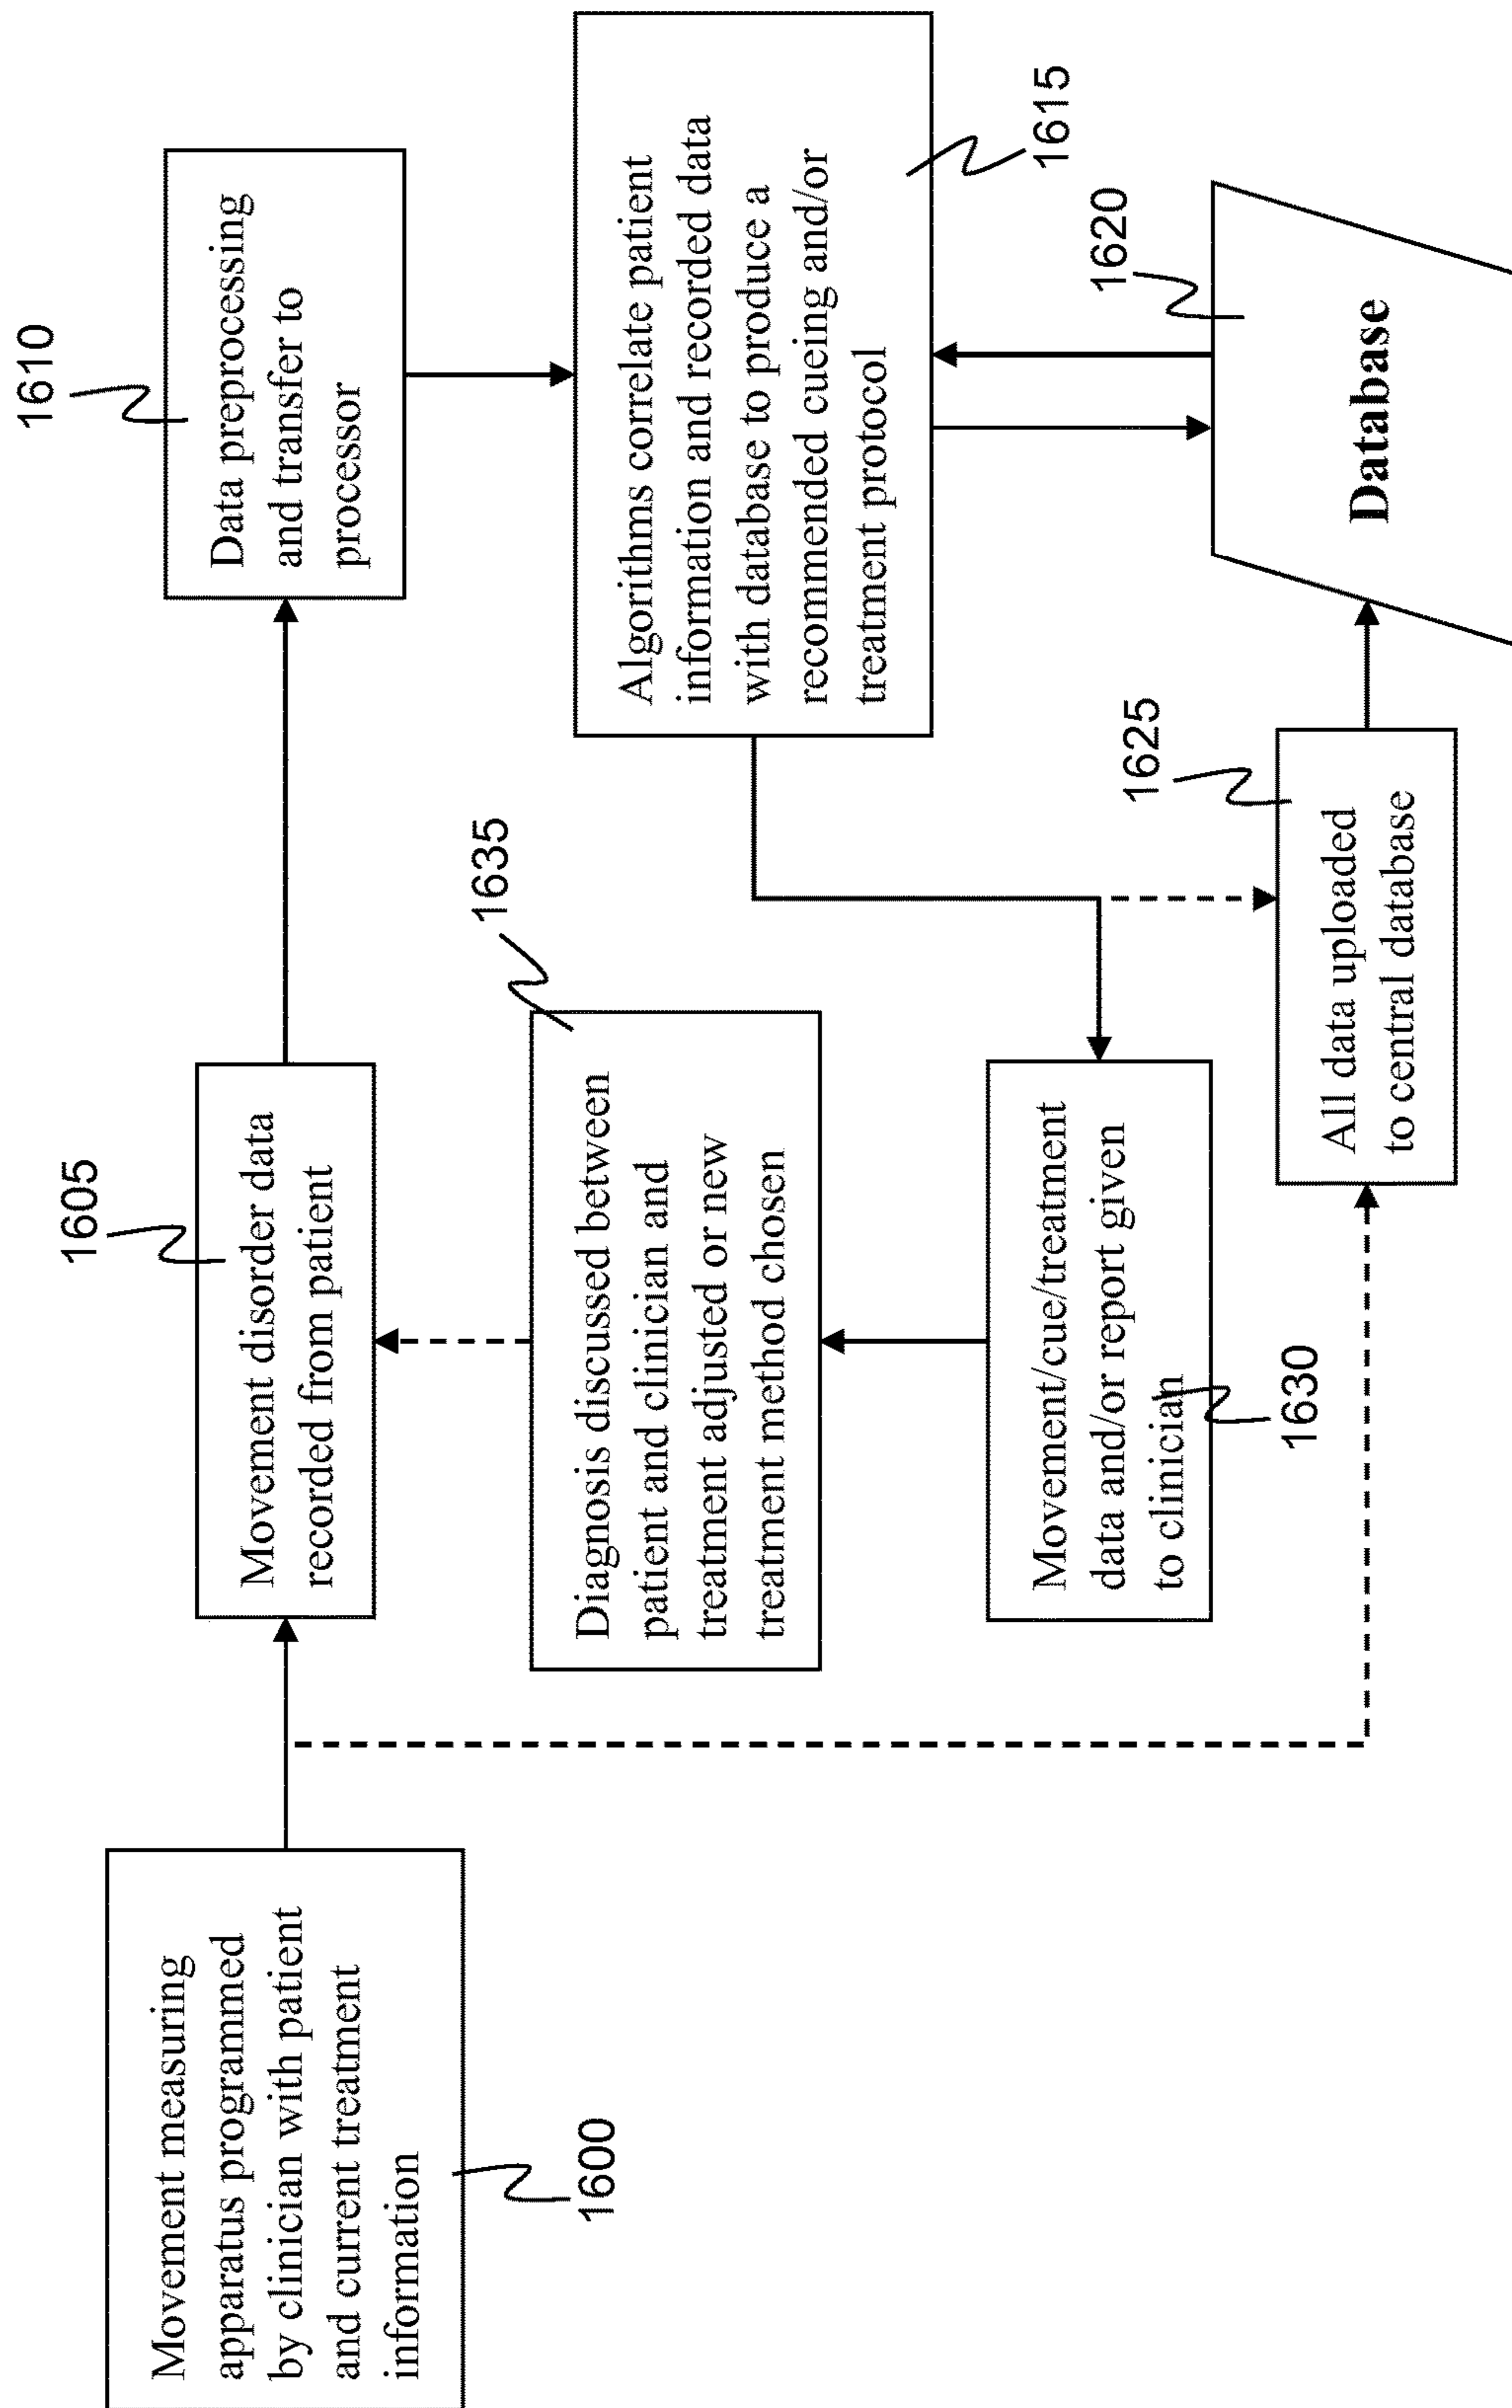 Movement measuring
apparatus programmed
by clinician with patient
and current treatment
information
1600
1605
Movement disorder data
recorded from patient
1610
Data preprocessing
and transfer to
processor
1635
Diagnosis discussed between
patient and clinician and
treatment adjusted or new
treatment method chosen
Algorithms correlate patient
information and recorded data
with database to produce a
recommended cueing and/or
treatment protocol
1615
Movement/cue/treatment
data and/or report given
to clinician
1630
1625
All data uploaded
to central database
1620
Database